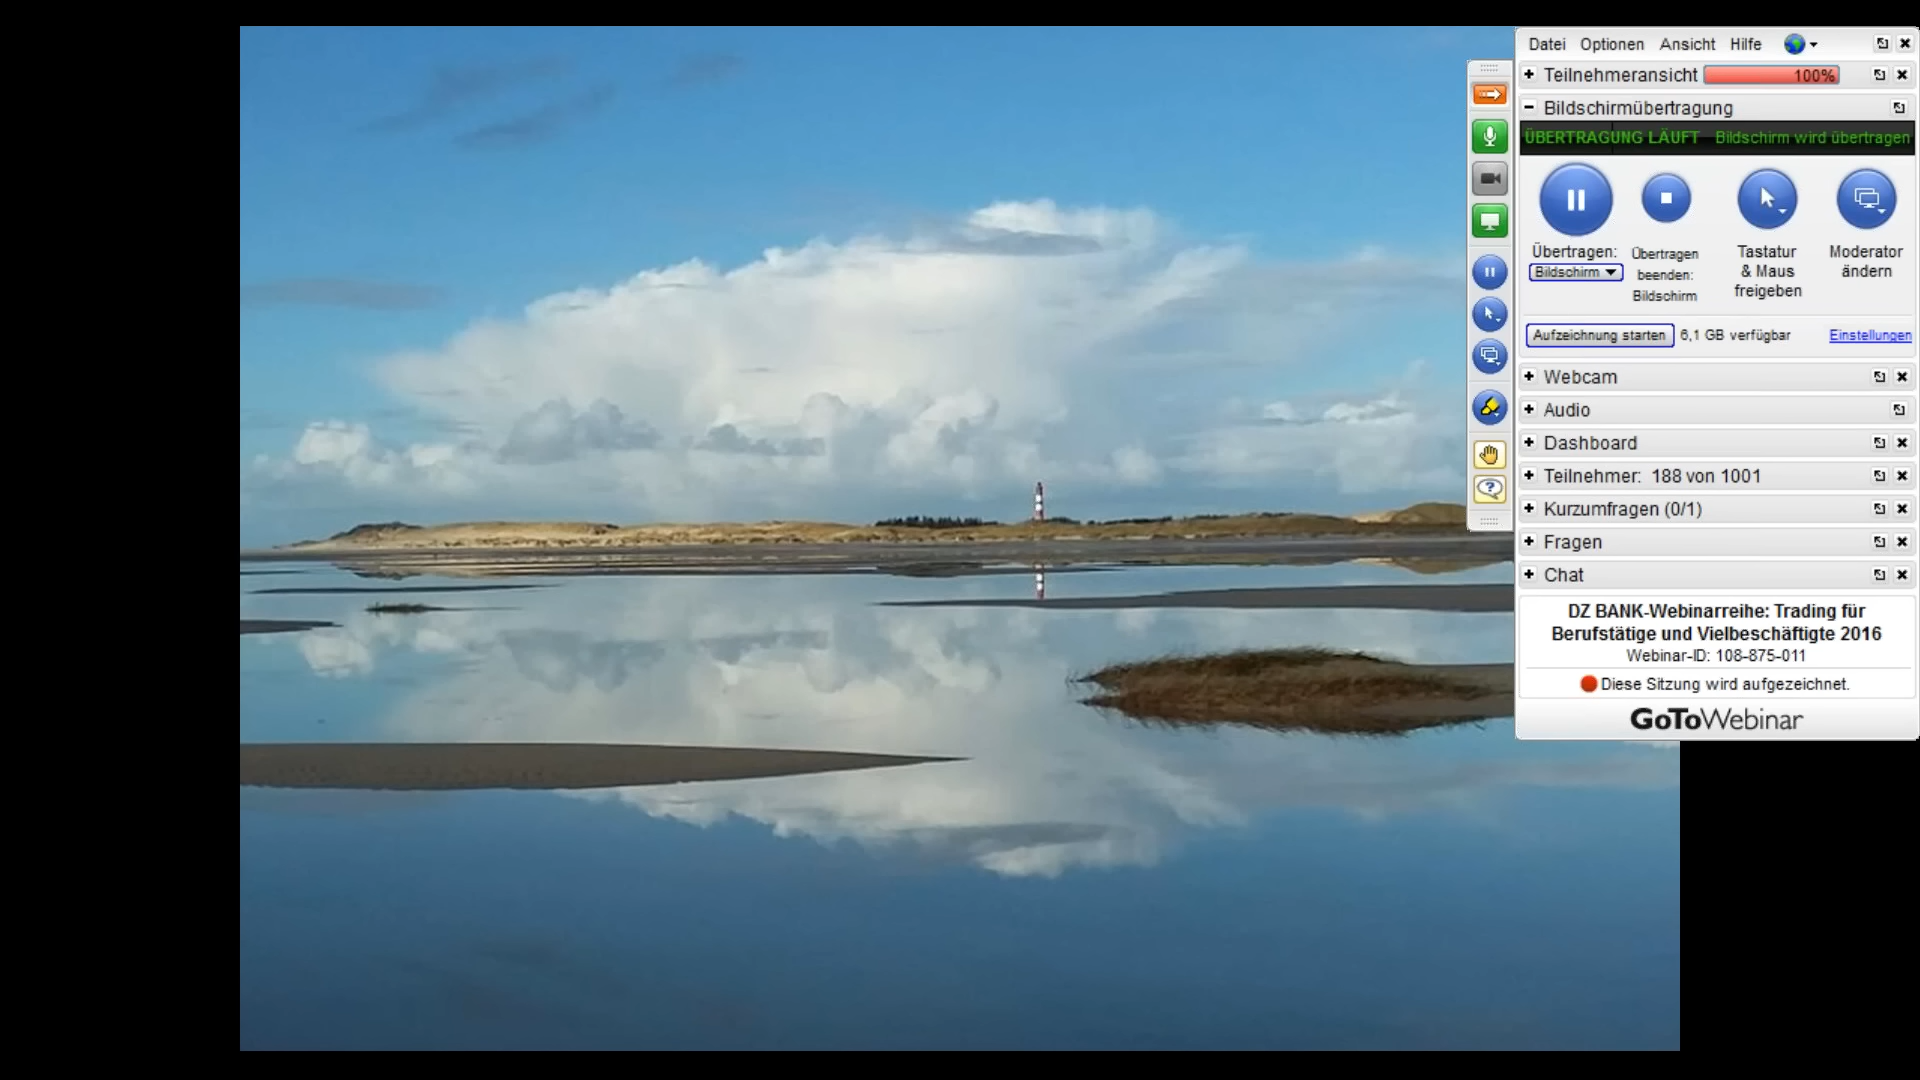 Datei Optionen Ansicht Hilfe
Teilnehmeransicht 100%
Bildschirmübertragung
ÜBERTRAGUNG LÄUFT Bildschirm wird übertragen
Übertragen:
Bildschirm
Übertragen
beenden:
Bildschirm
Tastatur
& Maus
freigeben
Moderator
ändern
Aufzeichnung starten 6,1 GB verfügbar Einstellungen
Webcam
Audio
Dashboard
Teilnehmer: 188 von 1001
Kurzumfragen (0/1)
Fragen
Chat
DZ BANK-Webinarreihe: Trading für
Berufstätige und Vielbeschäftigte 2016
Webinar-ID: 108-875-011
Diese Sitzung wird aufgezeichnet.
GoToWebinar